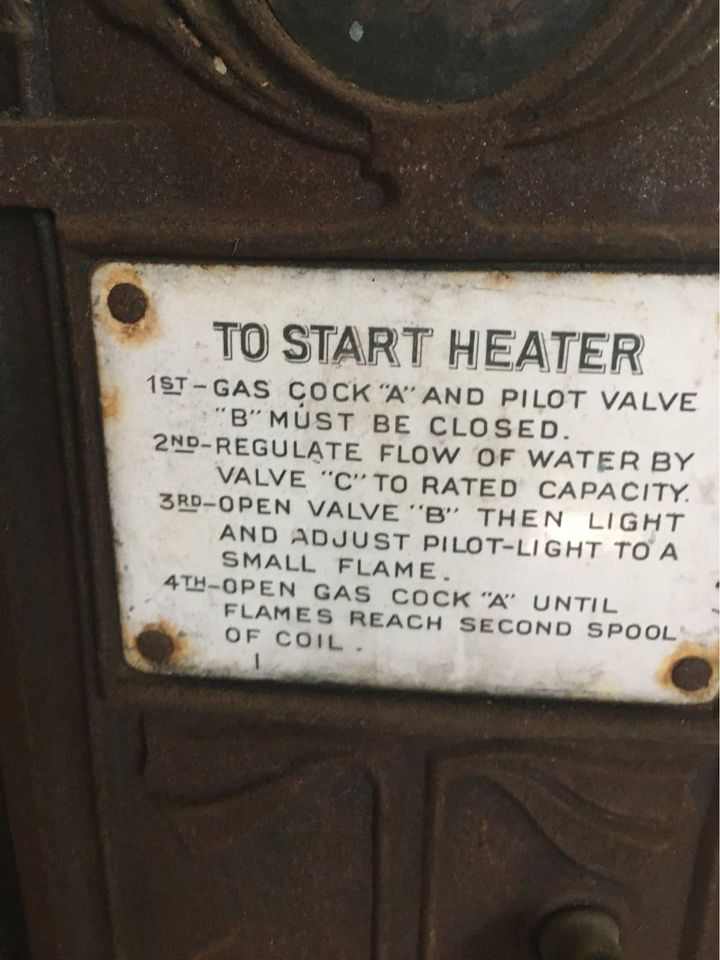 TO START HEATER
1ST-GAS COCK "A" AND PILOT VALVE
"B" MUST BE CLOSED.
2ND-REGULATE FLOW OF WATER BY
VALVE "C" TO RATED CAPACITY.
3RD-OPEN VALVE "B" THEN LIGHT
AND ADJUST PILOT-LIGHT TO A
SMALL FLAME.
4TH-OPEN GAS COCK "A" UNTIL
FLAMES REACH SECOND SPOOL
OF COIL.
1